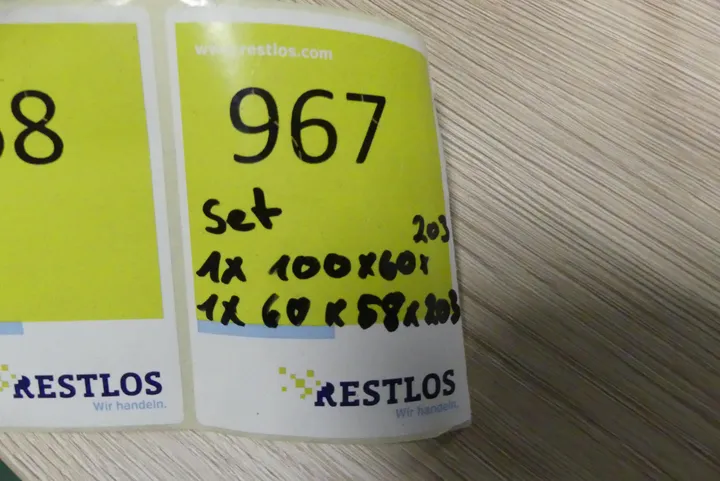 8
RESTLOS
Wir handeln.
www.restlos.com
967
Set
203
1x 100x60x
1x 60x58x203
RESTLOS
Wir handeln.